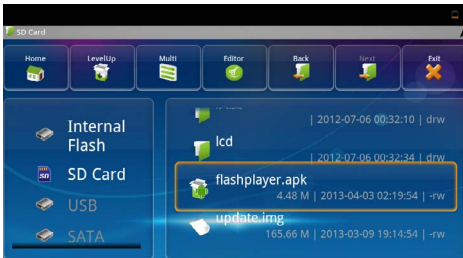 SD Card
Home LevelUp Multi Editor Back Next Exit
Internal
Flash
SD Card
USB
SATA
| 2012-07-06 00:32:10 | drw
lcd
| 2012-07-06 00:32:34 | drw
flashplayer.apk
4.48 M | 2013-04-03 02:19:54 | -rw
update.img
165.66 M | 2013-03-09 19:14:54 | -rw